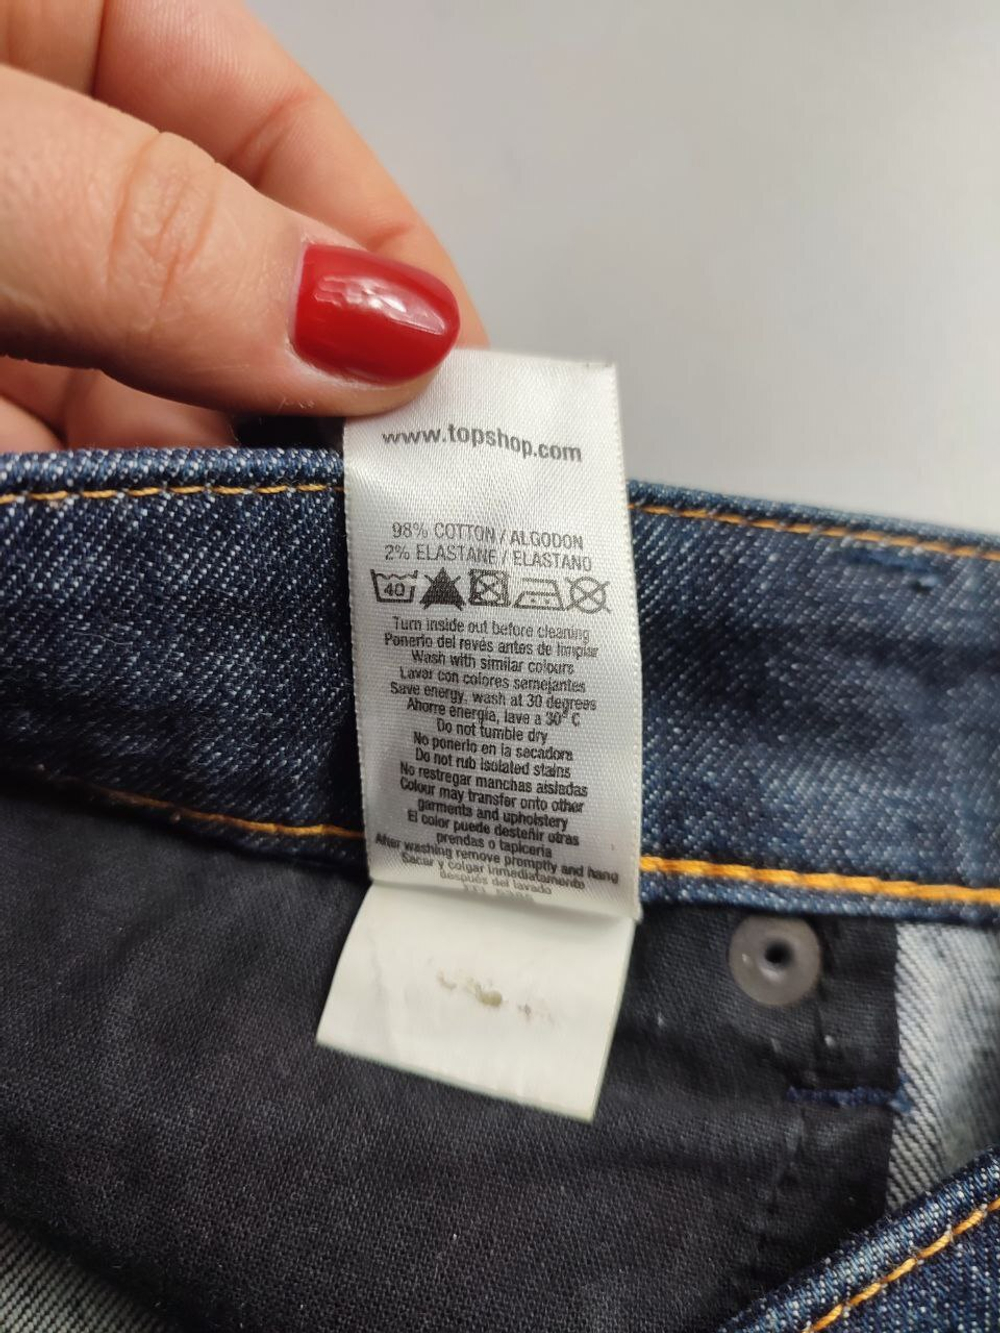 www.topshop.com
98% COTTON / ALGODON
2% ELASTANE / ELASTANO
40
Turn inside out before cleaning
Ponerlo del revés antes de limpiar
Wash with similar colours
Lavar con colores semejantes
Save energy, wash at 30 degrees
Ahorre energia, lave a 30° C
Do not tumble dry
No ponerlo en la secadora
Do not rub isolated stains
No restregar manchas aisladas
Colour may transfer onto other
garments and upholstery
El color puede desteñir otras
prendas o tapiceria
After washing remove promptly and hang
Sacar y colgar inmediatamente
después del lavado